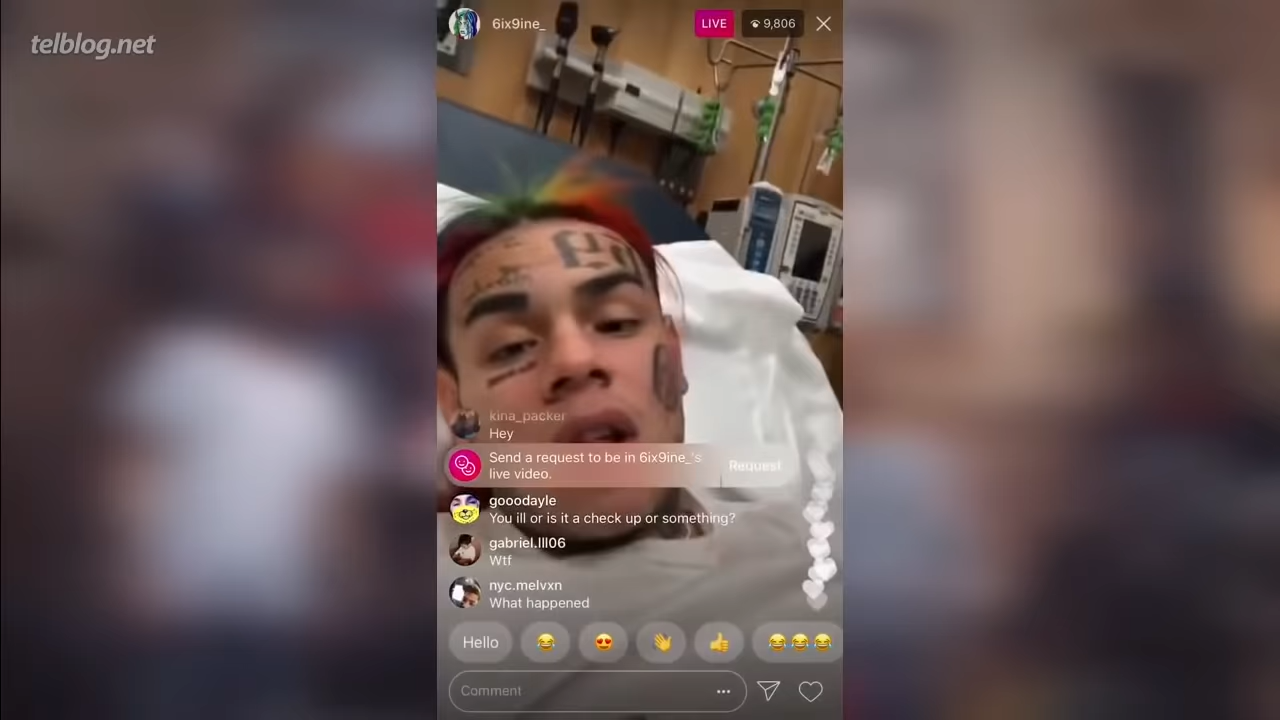 telblog.net
6ix9ine_
LIVE
9,806
kina_packer
Hey
Send a request to be in 6ix9ine_'s
live video.
Request
gooodayle
You ill or is it a check up or something?
gabriel.lll06
Wtf
nyc.melvxn
What happened
Hello
Comment